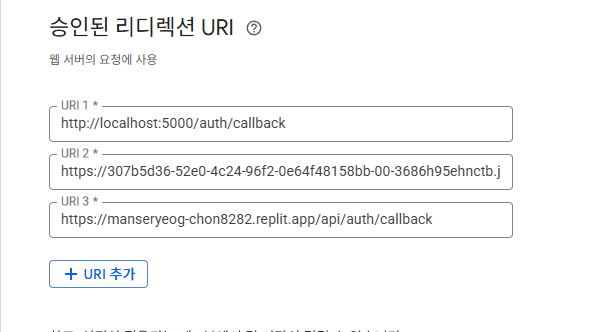 승인된 리디렉션 URI
웹 서버의 요청에 사용
URI 1 *
http://localhost:5000/auth/callback
URI 2 *
https://307b5d36-52e0-4c24-96f2-0e64f48158bb-00-3686h95ehnctb.j
URI 3 *
https://manseryeog-chon8282.replit.app/api/auth/callback
+ URI 추가